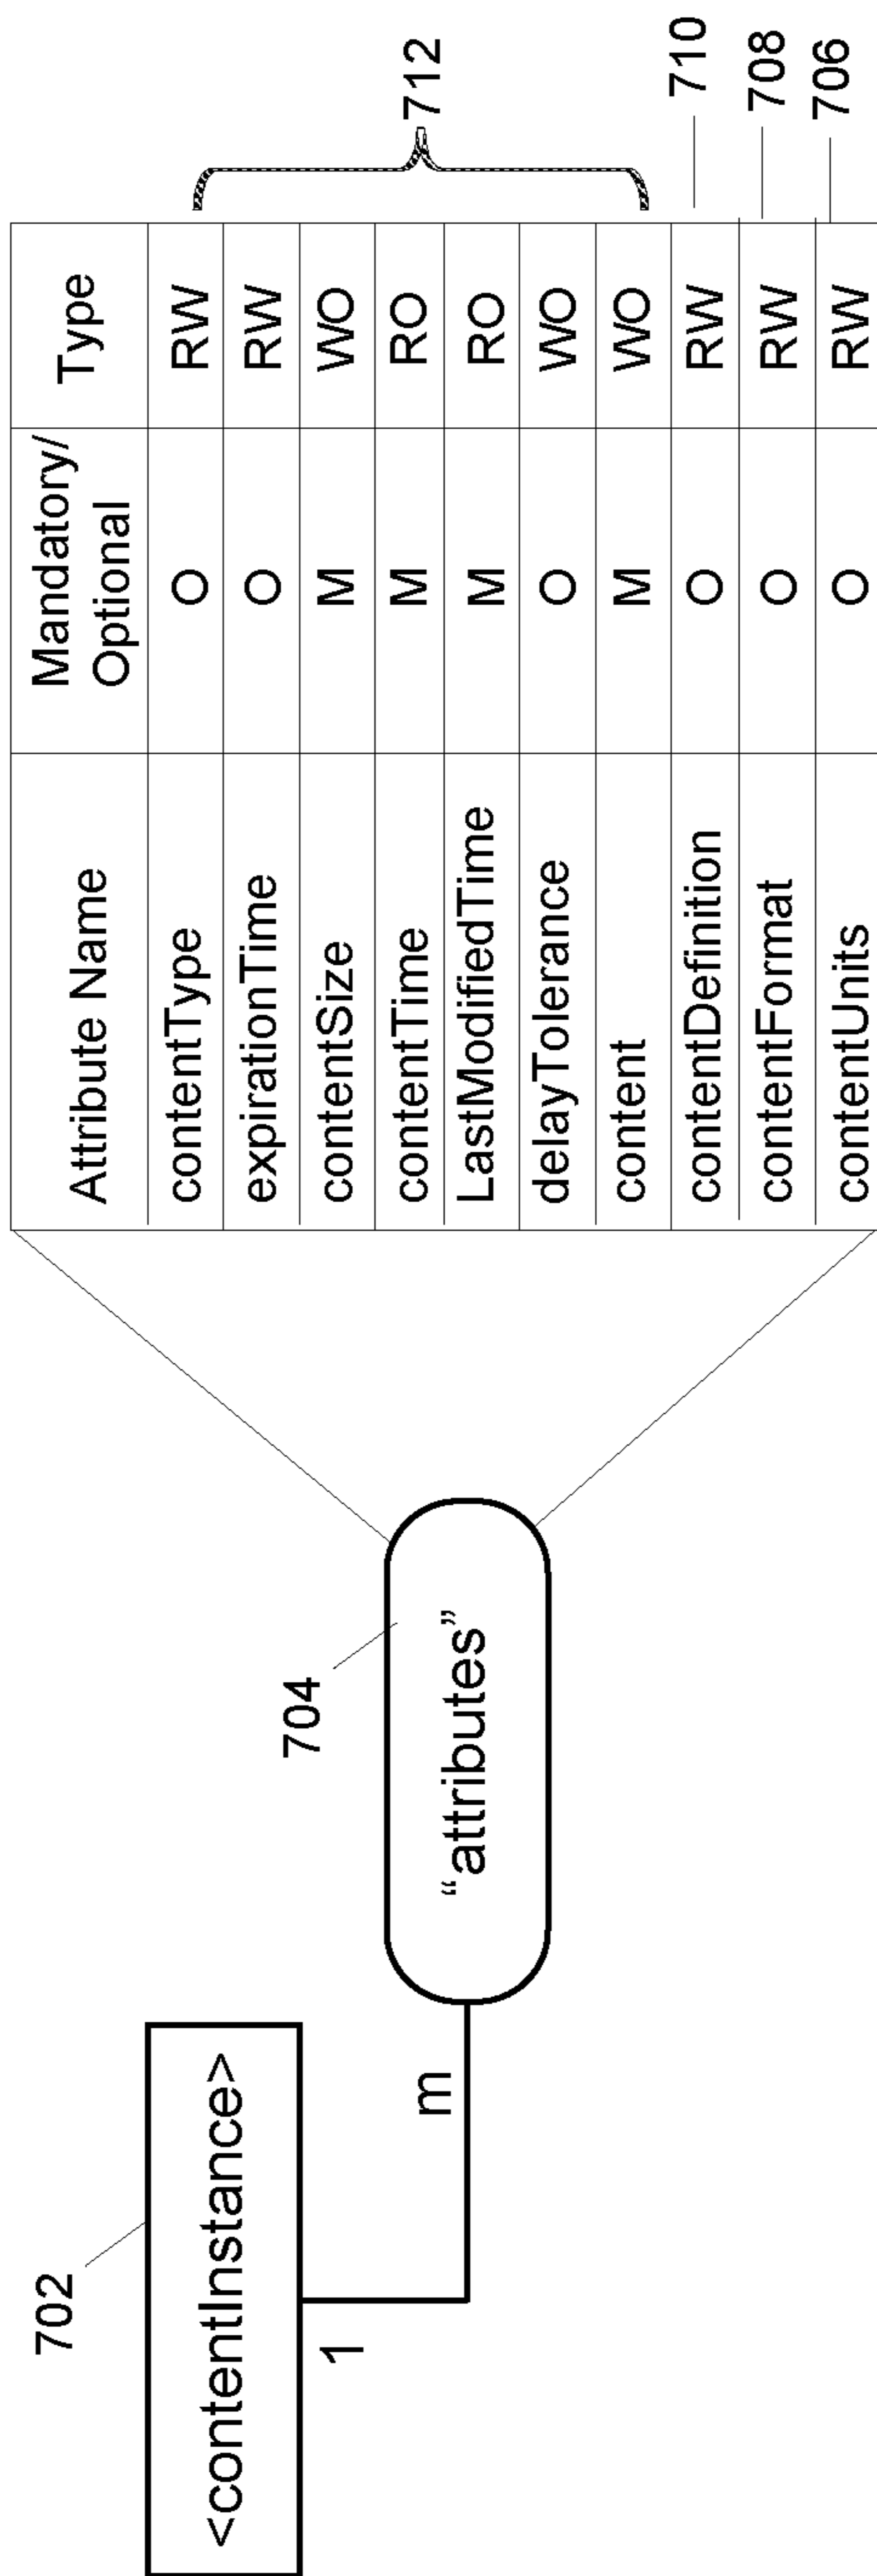 702
<contentInstance>
1
m
704
“attributes”
Attribute Name Mandatory/ Optional Type
contentType O RW
expirationTime O RW
contentSize M WO
contentTime M RO
LastModifiedTime M RO
delayTolerance O WO
content M WO
contentDefinition O RW
contentFormat O RW
contentUnits O RW
712
710
708
706